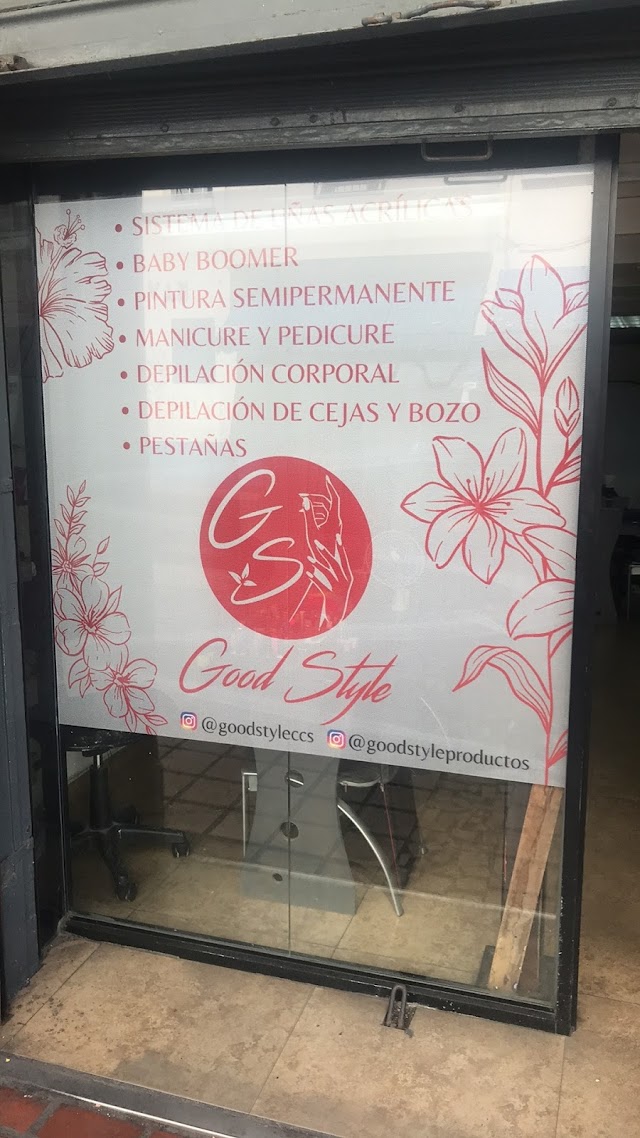 • SISTEMA DE UÑAS ACRÍLICAS
• BABY BOOMER
• PINTURA SEMIPERMANENTE
• MANICURE Y PEDICURE
• DEPILACIÓN CORPORAL
• DEPILACIÓN DE CEJAS Y BOZO
• PESTAÑAS
G
S
Good Style
@goodstyleccs @goodstyleproductos